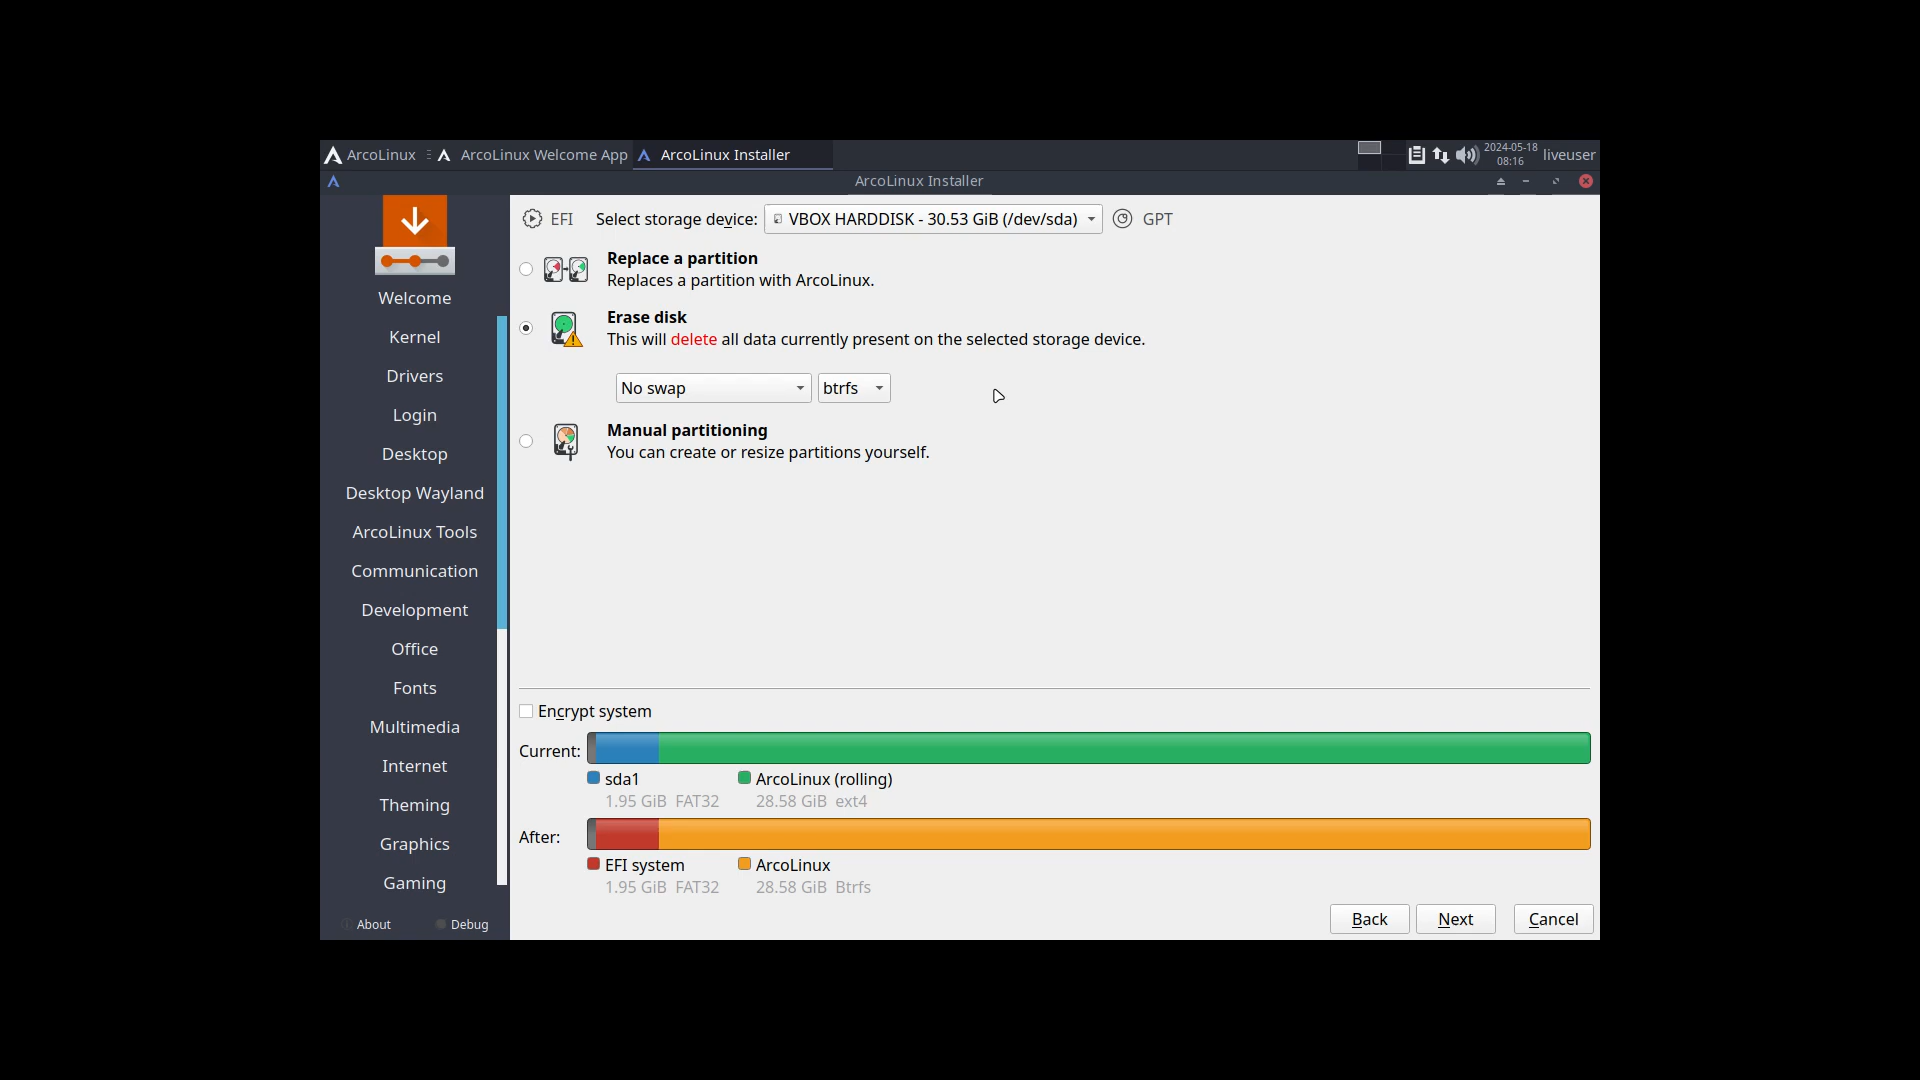 ArcoLinux ArcoLinux Welcome App ArcoLinux Installer 2024-05-18 08:16 liveuser
ArcoLinux Installer
EFI Select storage device: VBOX HARDDISK - 30.53 GiB (/dev/sda) GPT
Replace a partition
Replaces a partition with ArcoLinux.
Erase disk
This will delete all data currently present on the selected storage device.
No swap btrfs
Manual partitioning
You can create or resize partitions yourself.
Welcome
Kernel
Drivers
Login
Desktop
Desktop Wayland
ArcoLinux Tools
Communication
Development
Office
Fonts
Multimedia
Internet
Theming
Graphics
Gaming
About Debug
Encrypt system
Current:
sda1 ArcoLinux (rolling)
1.95 GiB FAT32 28.58 GiB ext4
After:
EFI system ArcoLinux
1.95 GiB FAT32 28.58 GiB Btrfs
Back Next Cancel